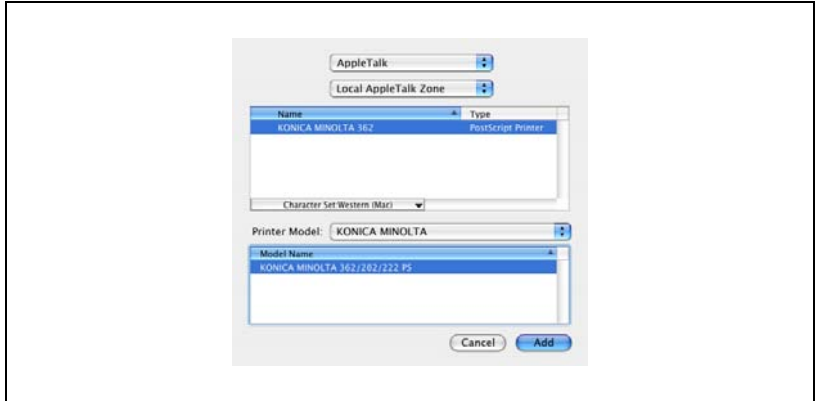 AppleTalk
Local AppleTalk Zone
Name Type
KONICA MINOLTA 362 PostScript Printer
Character Set:Western (Mac)
Printer Model: KONICA MINOLTA
Model Name
KONICA MINOLTA 362/282/222 PS
Cancel Add